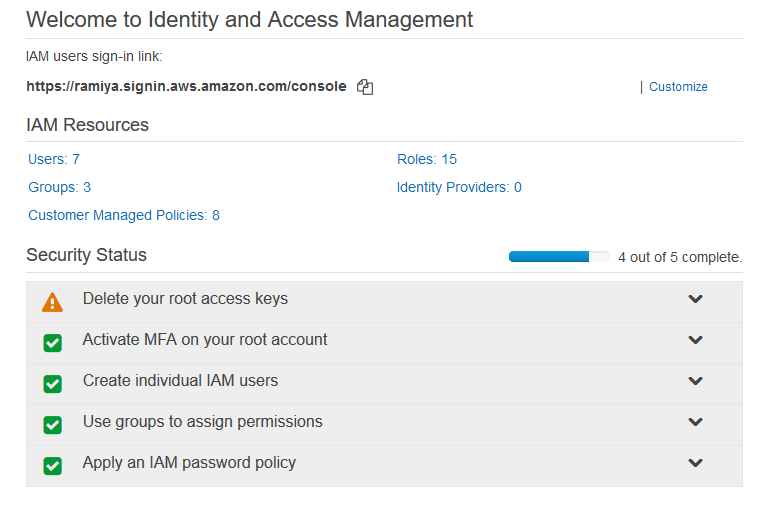 Welcome to Identity and Access Management
IAM users sign-in link:
https://ramiya.signin.aws.amazon.com/console | Customize
IAM Resources
Users: 7 Roles: 15
Groups: 3 Identity Providers: 0
Customer Managed Policies: 8
Security Status 4 out of 5 complete.
Delete your root access keys
Activate MFA on your root account
Create individual IAM users
Use groups to assign permissions
Apply an IAM password policy